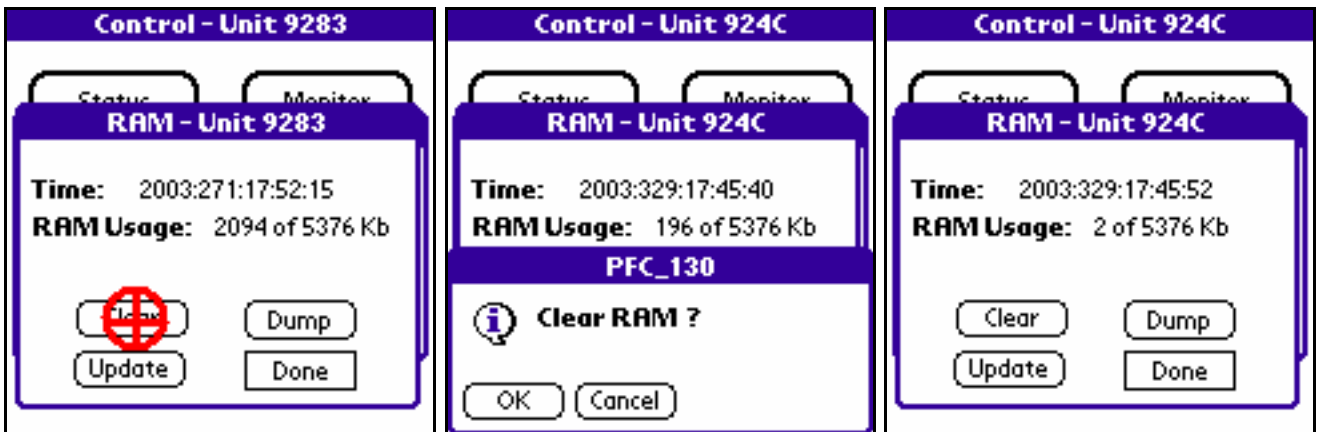 Control - Unit 9283
Status Monitor
RAM - Unit 9283
Time: 2003:271:17:52:15
RAM Usage: 2094 of 5376 Kb
Clear Dump
Update Done
Control - Unit 924C
Status Monitor
RAM - Unit 924C
Time: 2003:329:17:45:40
RAM Usage: 196 of 5376 Kb
PFC_130
Clear RAM ?
OK Cancel
Control - Unit 924C
Status Monitor
RAM - Unit 924C
Time: 2003:329:17:45:52
RAM Usage: 2 of 5376 Kb
Clear Dump
Update Done